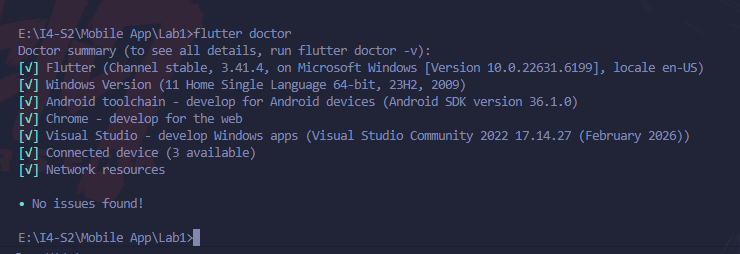 E:\I4-S2\Mobile App\Lab1>flutter doctor
Doctor summary (to see all details, run flutter doctor -v):
[√] Flutter (Channel stable, 3.41.4, on Microsoft Windows [Version 10.0.22631.6199], locale en-US)
[√] Windows Version (11 Home Single Language 64-bit, 23H2, 2009)
[√] Android toolchain - develop for Android devices (Android SDK version 36.1.0)
[√] Chrome - develop for the web
[√] Visual Studio - develop Windows apps (Visual Studio Community 2022 17.14.27 (February 2026))
[√] Connected device (3 available)
[√] Network resources
• No issues found!
E:\I4-S2\Mobile App\Lab1>